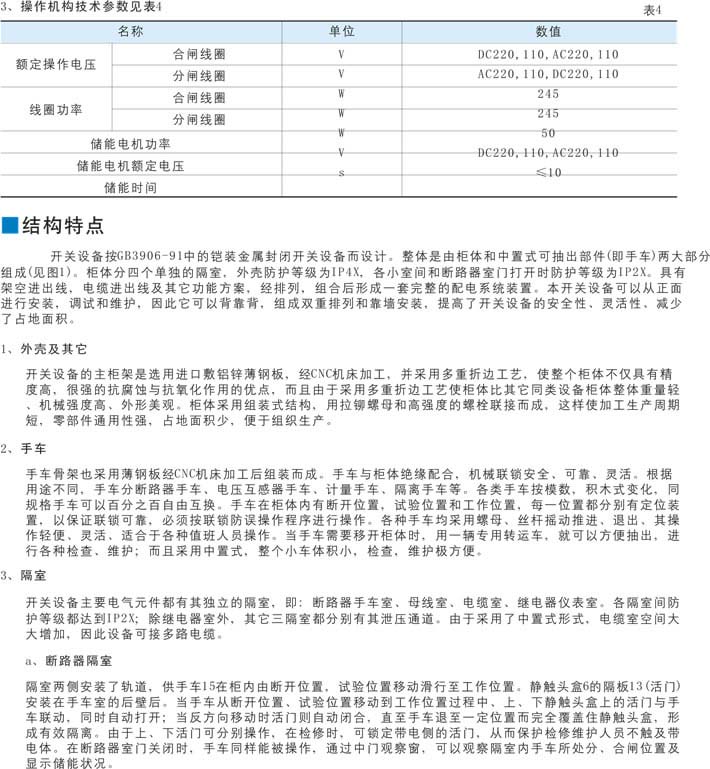 3、操作机构技术参数见表4
表4
名称 单位 数值
额定操作电压 合闸线圈 V DC220,110,AC220,110
分闸线圈 V AC220,110,DC220,110
线圈功率 合闸线圈 W 245
分闸线圈 W 245
储能电机功率 W 50
储能电机额定电压 V DC220,110,AC220,110
储能时间 s ≤10
结构特点
开关设备按GB3906-91中的铠装金属封闭开关设备而设计。整体是由柜体和中置式可抽出部件(即手车)两大部分
组成(见图1)。柜体分四个单独的隔室，外壳防护等级为IP4X，各小室间和断路器室门打开时防护等级为IP2X。具有
架空进出线，电缆进出线及其它功能方案，经排列，组合后形成一套完整的配电系统装置。本开关设备可以从正面
进行安装，调试和维护，因此它可以背靠背，组成双重排列和靠墙安装，提高了开关设备的安全性、灵活性，减少
了占地面积。
1、外壳及其它
开关设备的主柜架是选用进口敷铝锌薄钢板，经CNC机床加工，并采用多重折边工艺，使整个柜体不仅具有精
度高，很强的抗腐蚀与抗氧化作用的优点，而且由于采用多重折边工艺使柜体比其它同类设备柜体整体重量轻
、机械强度高、外形美观。柜体采用组装式结构，用拉铆螺母和高强度的螺栓联接而成，这样使加工生产周期
短，零部件通用性强，占地面积少，便于组织生产。
2、手车
手车骨架也采用薄钢板经CNC机床加工后组装而成。手车与柜体绝缘配合，机械联锁安全、可靠、灵活。根据
用途不同，手车分断路器手车、电压互感器手车、计量手车、隔离手车等。各类手车按模数，积木式变化，同
规格手车可以百分之百自由互换。手车在柜体内有断开位置，试验位置和工作位置，每一位置都分别有定位装
置，以保证联锁可靠，必须按联锁防误操作程序进行操作。各种手车均采用螺母、丝杆摇动推进、退出、其操
作轻便、灵活、适合于各种值班人员操作。当手车需要移开柜体时，用一辆专用转运车，就可以方便抽出，进
行各种检查、维护；而且采用中置式，整个小车体积小，检查，维护极方便。
3、隔室
开关设备主要电气元件都有其独立的隔室，即：断路器手车室、母线室、电缆室、继电器仪表室。各隔室间防
护等级都达到IP2X；除继电器室外，其它三隔室都分别有其泄压通道。由于采用了中置式形式，电缆室空间大
大增加，因此设备可接多路电缆。
a、断路器隔室
隔室两侧安装了轨道，供手车15在柜内由断开位置，试验位置移动滑行至工作位置。静触头盒6的隔板13(活门)
安装在手车室的后壁后。当手车从断开位置、试验位置移动到工作位置过程中、上、下静触头盒上的活门与手
车联动，同时自动打开；当反方向移动时活门则自动闭合，直至手车退至一定位置而完全覆盖住静触头盒，形
成有效隔离。由于上、下活门可分别操作，在检修时，可锁定带电侧的活门，从而保护检修维护人员不触及带
电体。在断路器室门关闭时，手车同样能被操作，通过中门观察窗，可以观察隔室内手车所处分、合闸位置及
显示储能状况。